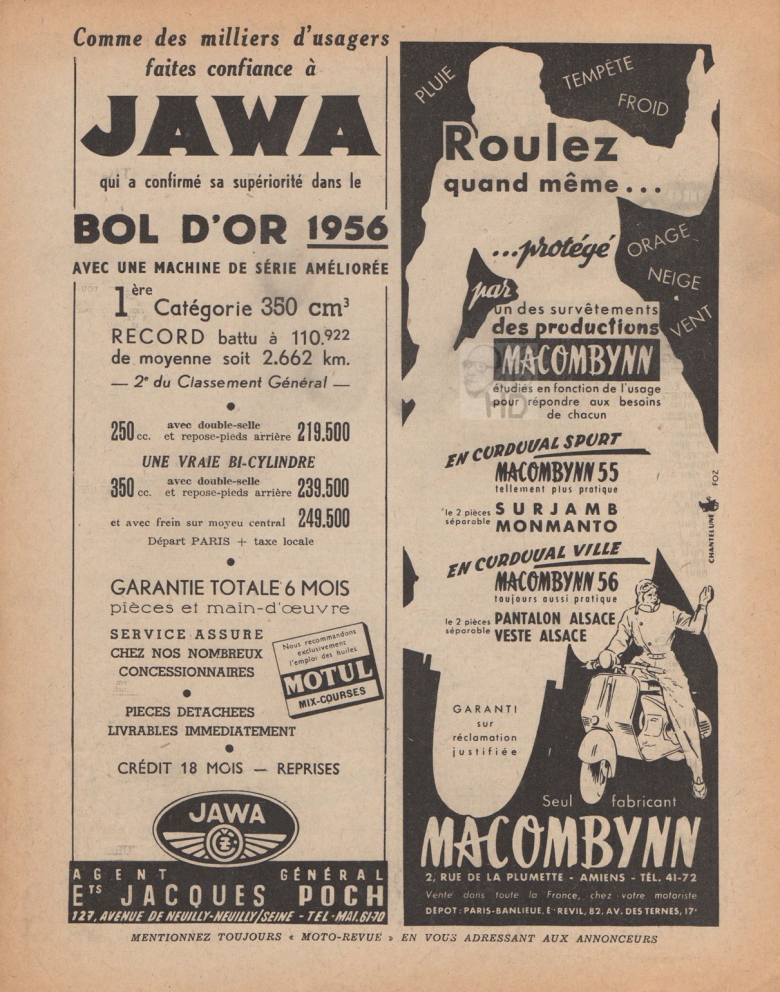 Comme des milliers d'usagers
faites confiance à
JAWA
qui a confirmé sa supériorité dans le
BOL D'OR 1956
AVEC UNE MACHINE DE SÉRIE AMÉLIORÉE
1ère Catégorie 350 cm³
RECORD battu à 110.922
de moyenne soit 2.662 km.
— 2e du Classement Général —
250 cc. avec double-selle et repose-pieds arrière 219.500
UNE VRAIE BI-CYLINDRE
350 cc. avec double-selle et repose-pieds arrière 239.500
et avec frein sur moyeu central 249.500
Départ PARIS + taxe locale
GARANTIE TOTALE 6 MOIS
pièces et main-d'œuvre
SERVICE ASSURE
CHEZ NOS NOMBREUX
CONCESSIONNAIRES
Nous recommandons
exclusivement
l'emploi des huiles
MOTUL
MIX-COURSES
PIECES DETACHEES
LIVRABLES IMMEDIATEMENT
CRÉDIT 18 MOIS — REPRISES
JAWA
CZ
AGENT GÉNÉRAL
Ets JACQUES POCH
127, AVENUE DE NEUILLY-NEUILLY/SEINE - TEL-MAI.61-70
PLUIE
TEMPÊTE
FROID
Roulez
quand même...
...protégé
ORAGE
NEIGE
VENT
par
un des survêtements
des productions
MACOMBYNN
HD
étudiés en fonction de l'usage
pour répondre aux besoins
de chacun
EN CORDOUAL SPORT
MACOMBYNN 55
tellement plus pratique
le 2 pièces séparable SURJAMB
MONMANTO
EN CORDOUAL VILLE
MACOMBYNN 56
toujours aussi pratique
le 2 pièces séparable PANTALON ALSACE
VESTE ALSACE
CHANTELUNE FOZ
GARANTI
sur
réclamation
justifiée
Seul fabricant
MACOMBYNN
2, RUE DE LA PLUMETTE - AMIENS - TÉL. 41-72
Vente dans toute la France, chez votre motoriste
DÉPOT : PARIS-BANLIEUE, E. REVIL, 82, AV. DES TERNES, 17e
MENTIONNEZ TOUJOURS « MOTO-REVUE » EN VOUS ADRESSANT AUX ANNONCEURS